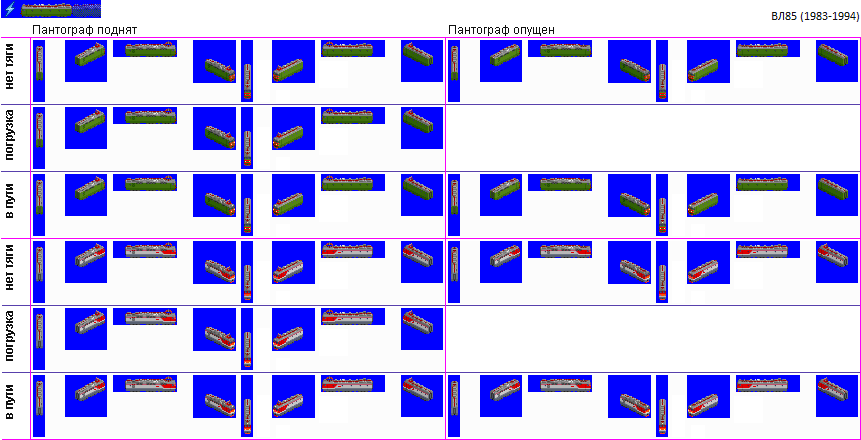 ВЛ85 (1983-1994)
Пантограф поднят
Пантограф опущен
нет тяги
погрузка
в пути
нет тяги
погрузка
в пути